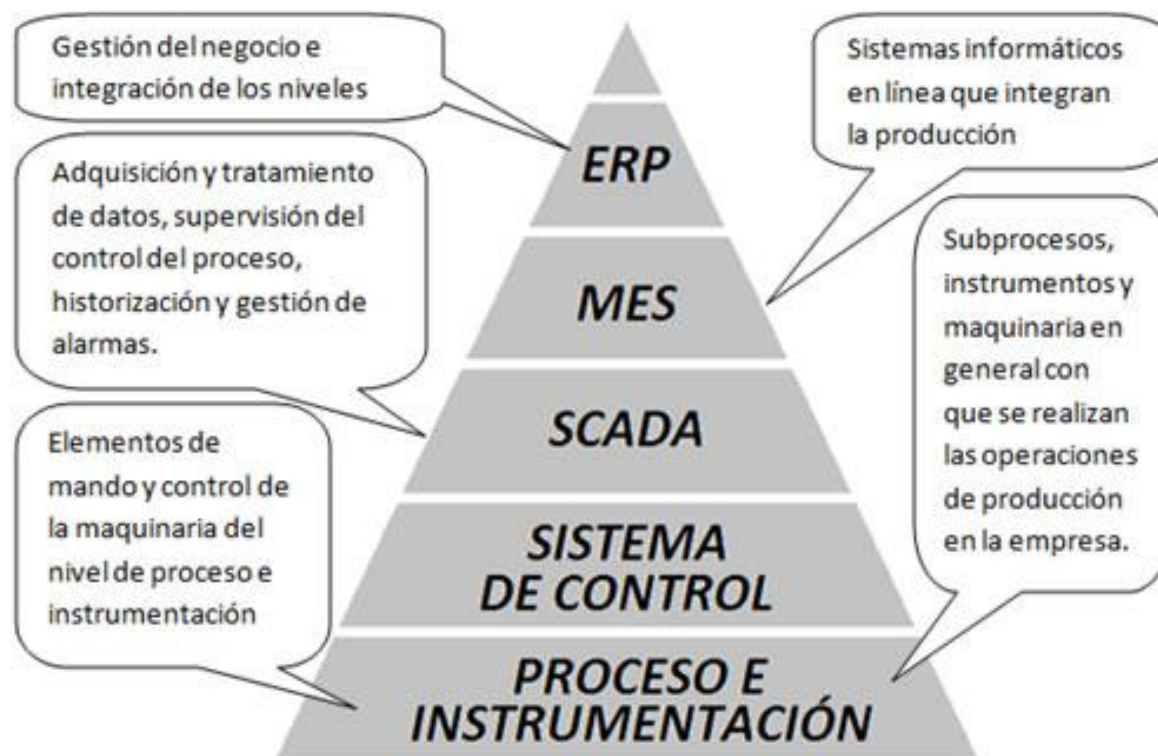 Gestión del negocio e
integración de los niveles
Sistemas informáticos
en línea que integran
la producción
ERP
Adquisición y tratamiento
de datos, supervisión del
control del proceso,
historización y gestión de
alarmas.
MES
Subprocesos,
instrumentos y
maquinaria en
general con
que se realizan
las operaciones
de producción
en la empresa.
SCADA
Elementos de
mando y control de
la maquinaria del
nivel de proceso e
instrumentación
SISTEMA
DE CONTROL
PROCESO E
INSTRUMENTACIÓN